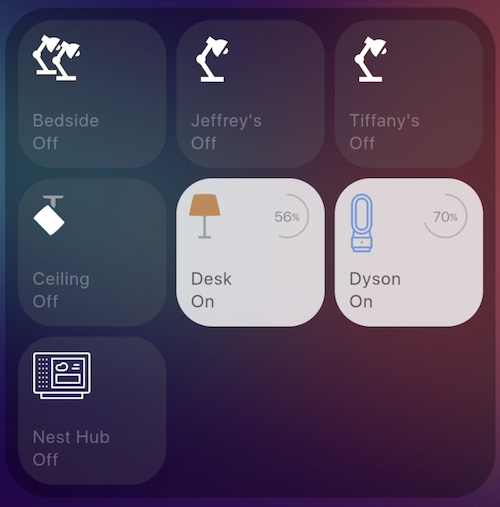 Bedside
Off
Jeffrey's
Off
Tiffany's
Off
Ceiling
Off
56%
Desk
On
70%
Dyson
On
Nest Hub
Off